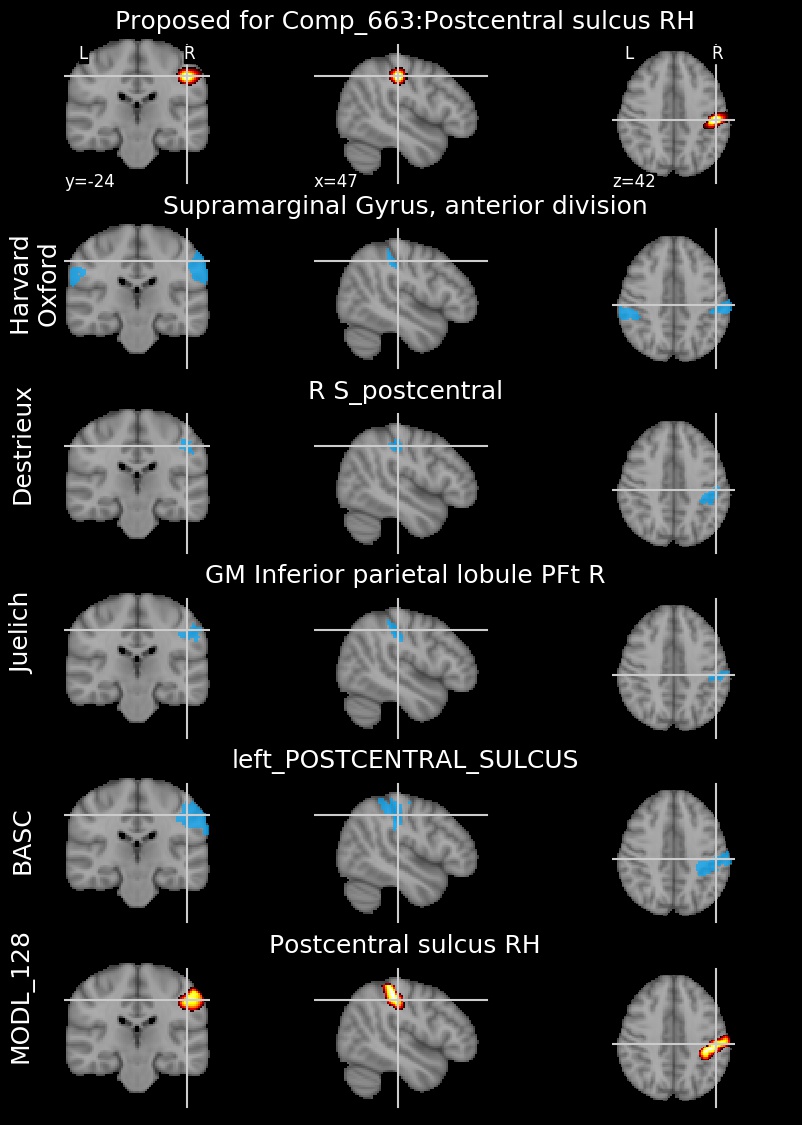 Proposed for Comp_663:Postcentral sulcus RH
L R
L R
y=-24
x=47
z=42
Supramarginal Gyrus, anterior division
Harvard
Oxford
R S_postcentral
Destrieux
GM Inferior parietal lobule PFt R
Juelich
left_POSTCENTRAL_SULCUS
BASC
Postcentral sulcus RH
MODL_128